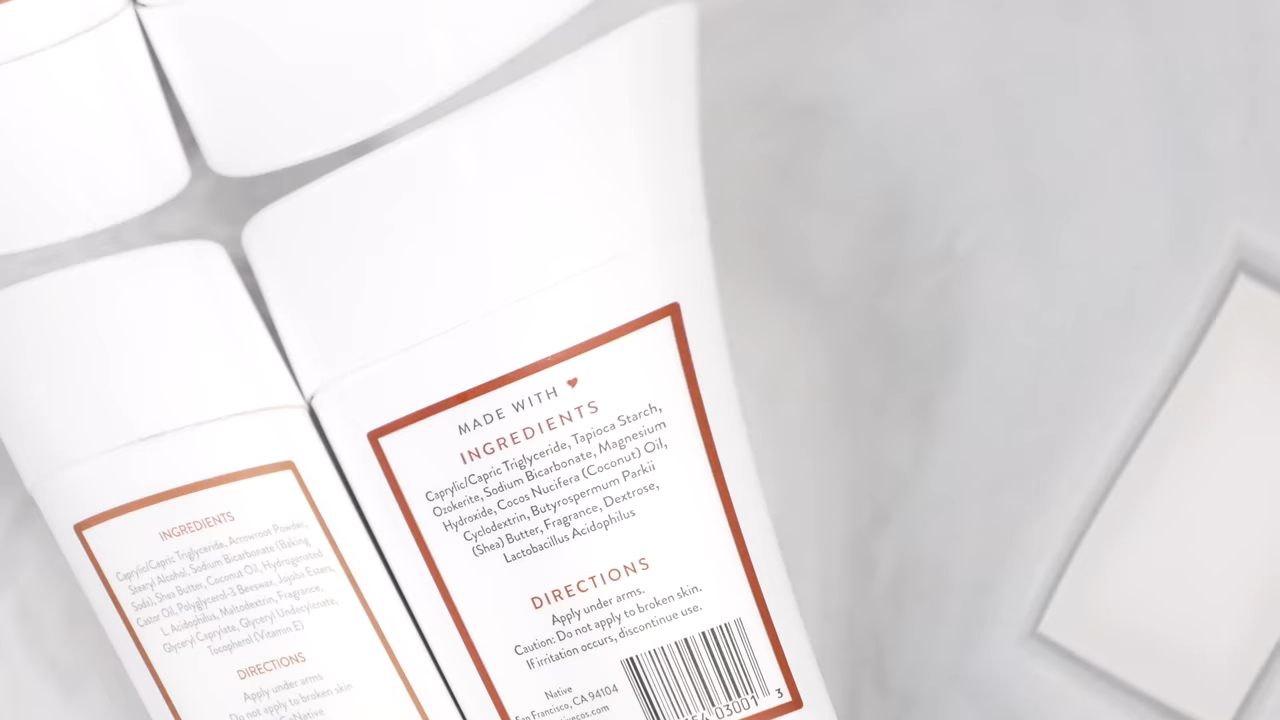 INGREDIENTS
Caprylic/Capric Triglyceride, Arrowroot Powder,
Stearyl Alcohol, Sodium Bicarbonate (Baking
Soda), Shea Butter, Coconut Oil, Hydrogenated
Castor Oil, Polyglycerol-3 Beeswax, Jojoba Esters,
L. Acidophilus, Maltodextrin, Fragrance,
Glyceryl Caprylate, Glyceryl Undecylenate,
Tocopherol (Vitamin E)
DIRECTIONS
Apply under arms
Do not apply to broken skin
Native
MADE WITH ♥
INGREDIENTS
Caprylic/Capric Triglyceride, Tapioca Starch,
Ozokerite, Sodium Bicarbonate, Magnesium
Hydroxide, Cocos Nucifera (Coconut) Oil,
Cyclodextrin, Butyrospermum Parkii
(Shea) Butter, Fragrance, Dextrose,
Lactobacillus Acidophilus
DIRECTIONS
Apply under arms.
Caution: Do not apply to broken skin.
If irritation occurs, discontinue use.
Native
San Francisco, CA 94104
03001 3